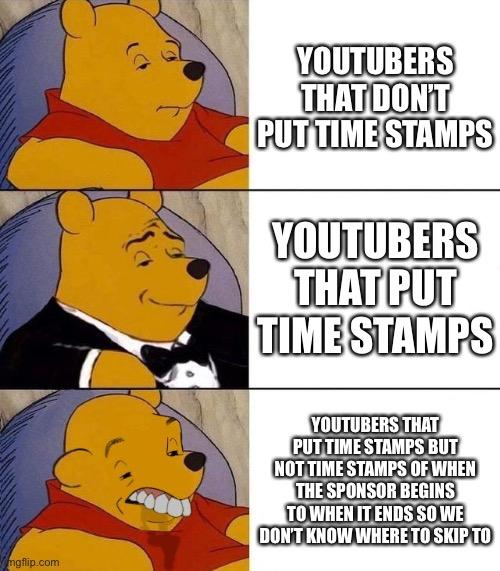 YOUTUBERS
THAT DON'T
PUT TIME STAMPS
YOUTUBERS
THAT PUT
TIME STAMPS
YOUTUBERS THAT
PUT TIME STAMPS BUT
NOT TIME STAMPS OF WHEN
THE SPONSOR BEGINS
TO WHEN IT ENDS SO WE
DON'T KNOW WHERE TO SKIP TO
imgflip.com